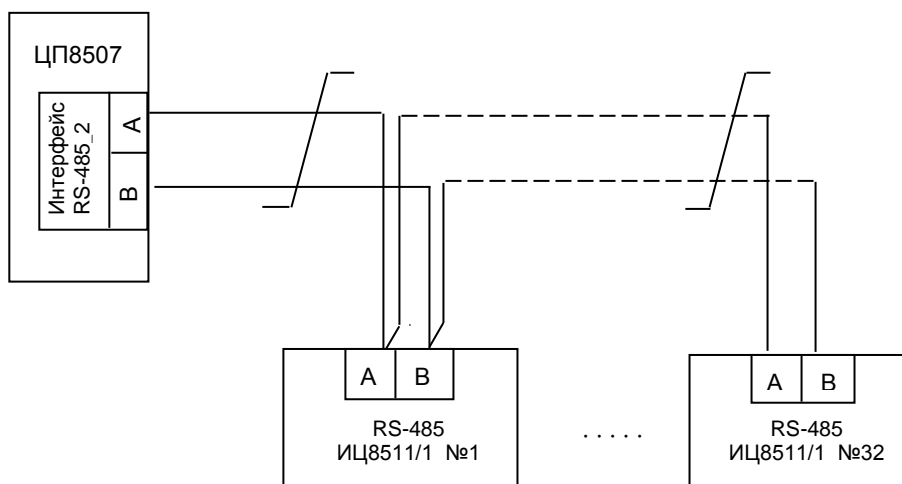 ЦП8507
Интерфейс
RS-485_2
A
B
A
B
RS-485
ИЦ8511/1 №1
. . . . .
A
B
RS-485
ИЦ8511/1 №32